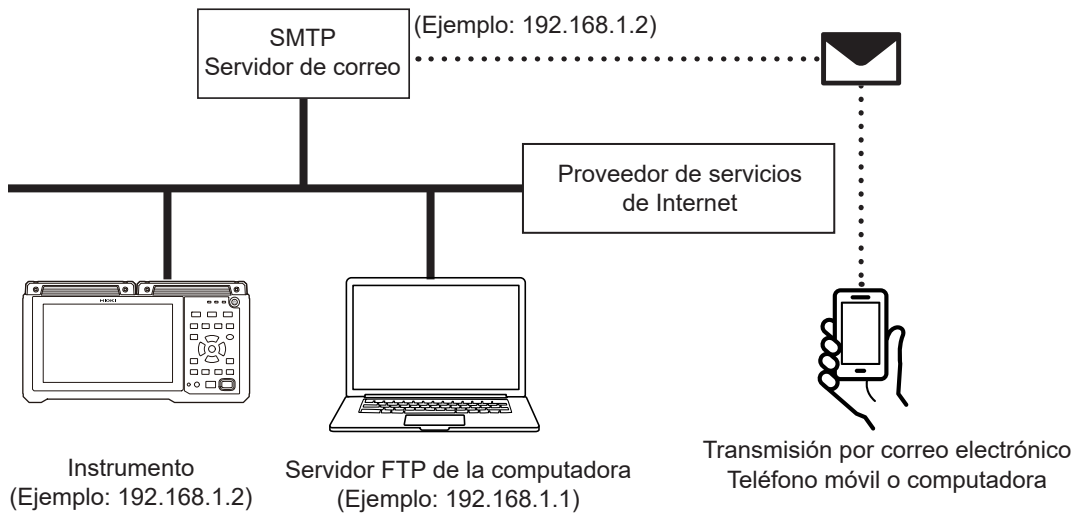 SMTP
Servidor de correo
(Ejemplo: 192.168.1.2)
Proveedor de servicios
de Internet
HIOKI
Instrumento
(Ejemplo: 192.168.1.2)
Servidor FTP de la computadora
(Ejemplo: 192.168.1.1)
Transmisión por correo electrónico
Teléfono móvil o computadora